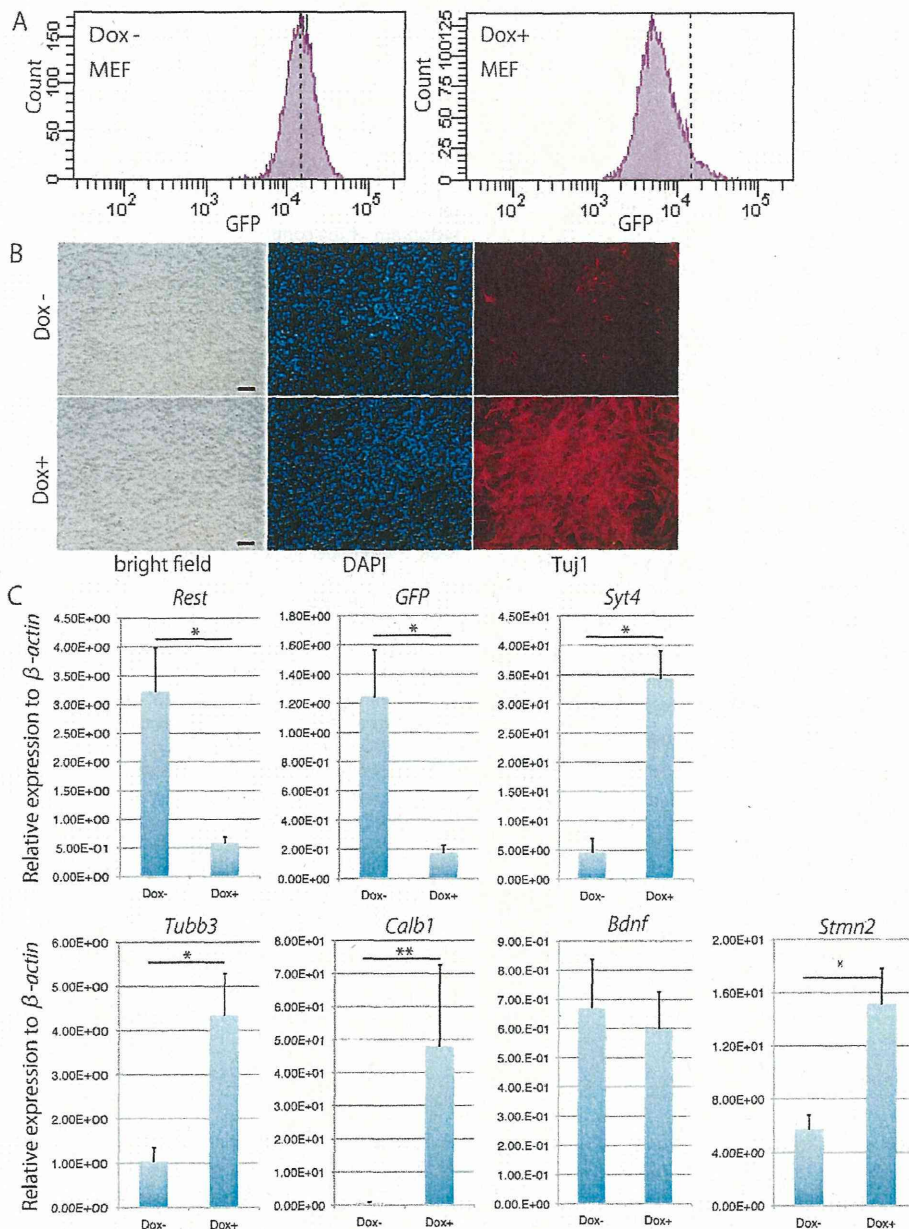 A
Dox -
MEF
Count
150
100
50
0
10²
10³
10⁴
10⁵
GFP
Dox+
MEF
Count
125
100
75
50
25
0
10²
10³
10⁴
10⁵
GFP
B
Dox -
Dox+
bright field
DAPI
Tuj1
C
Relative expression to β-actin
Rest
4.50E+00
4.00E+00
3.50E+00
3.00E+00
2.50E+00
2.00E+00
1.50E+00
1.00E+00
5.00E-01
0.00E+00
*
Dox-
Dox+
GFP
1.80E+00
1.60E+00
1.40E+00
1.20E+00
1.00E+00
8.00E-01
6.00E-01
4.00E-01
2.00E-01
0.00E+00
*
Dox-
Dox+
Syt4
4.50E+01
4.00E+01
3.50E+01
3.00E+01
2.50E+01
2.00E+01
1.50E+01
1.00E+01
5.00E+00
0.00E+00
*
Dox-
Dox+
Relative expression to β-actin
Tubb3
6.00E+00
5.00E+00
4.00E+00
3.00E+00
2.00E+00
1.00E+00
0.00E+00
*
Dox-
Dox+
Calb1
8.00E+01
7.00E+01
6.00E+01
5.00E+01
4.00E+01
3.00E+01
2.00E+01
1.00E+01
0.00E+00
**
Dox-
Dox+
Bdnf
9.00E-01
8.00E-01
7.00E-01
6.00E-01
5.00E-01
4.00E-01
3.00E-01
2.00E-01
1.00E-01
0.00E+00
Dox-
Dox+
Stmn2
2.00E+01
1.60E+01
1.20E+01
8.00E+00
4.00E+00
0.00E+00
*
Dox-
Dox+